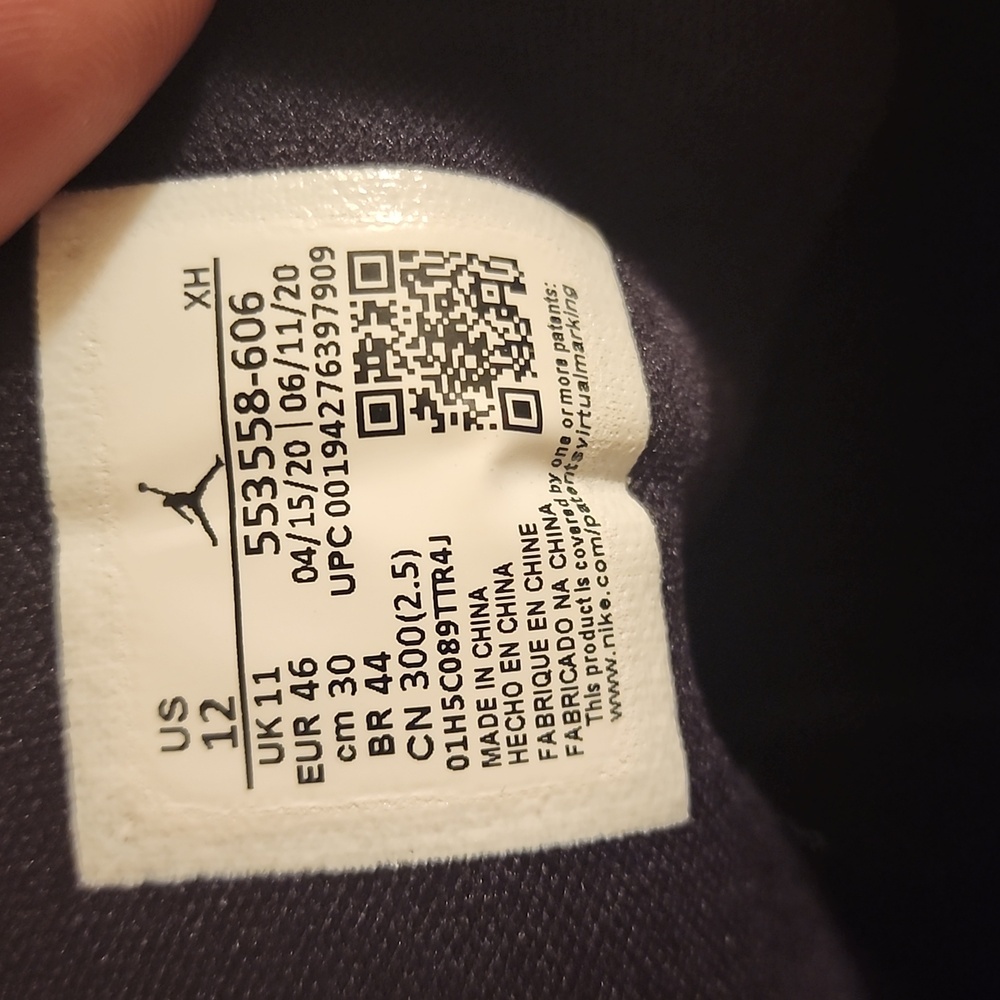 US
12
XH
UK 11
EUR 46
cm 30
BR 44
CN 300(2.5)
553558-606
04/15/20 | 06/11/20
UPC 00194276397909
01H5C089TTR4J
MADE IN CHINA
HECHO EN CHINA
FABRIQUE EN CHINE
FABRICADO NA CHINA
This product is covered by one or more patents:
www.nike.com/patentsvirtualmarking